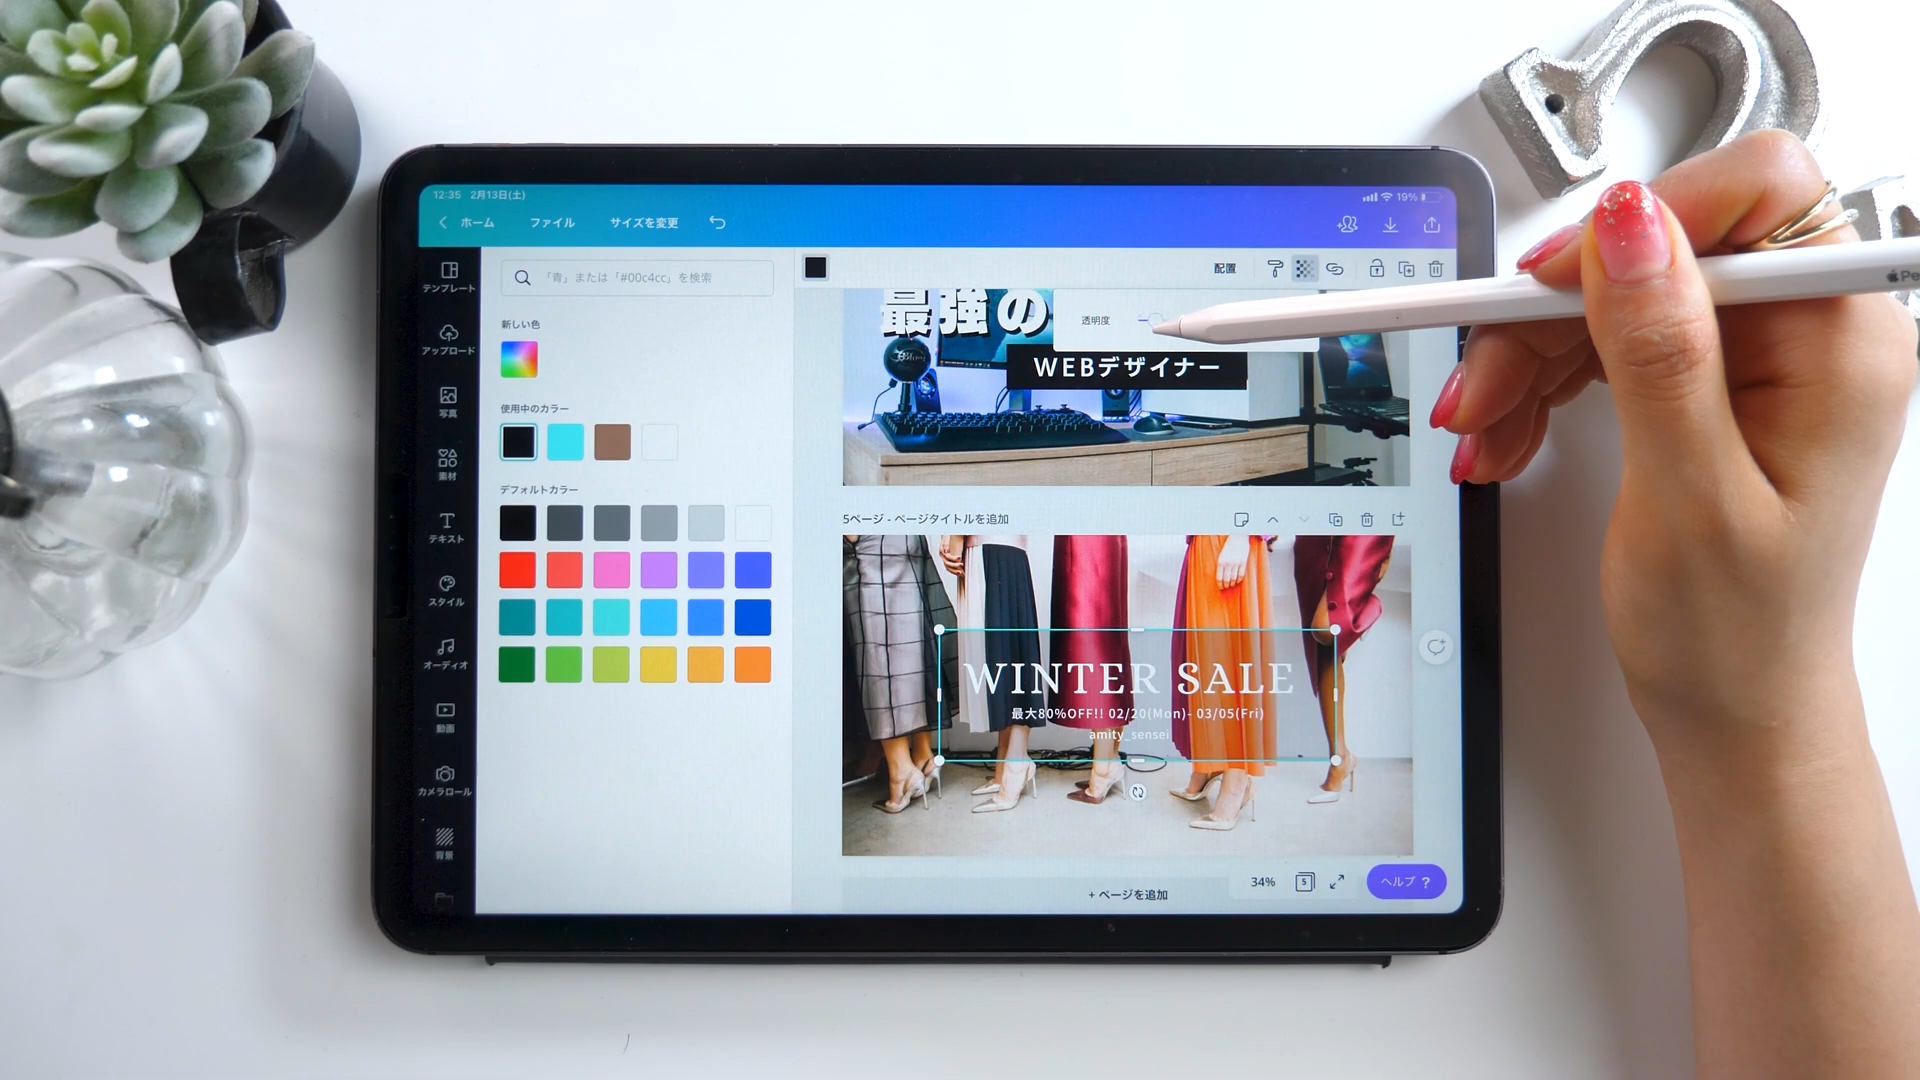 12:35 2月13日(土)
19%
ホーム
ファイル
サイズを変更
テンプレート
アップロード
写真
素材
テキスト
スタイル
オーディオ
動画
カメラロール
背景
「青」または「#00c4cc」を検索
新しい色
使用中のカラー
デフォルトカラー
配置
透明度
最強の
WEBデザイナー
5ページ - ページタイトルを追加
WINTER SALE
最大80%OFF!! 02/20(Mon)- 03/05(Fri)
amity_sensei
+ ページを追加
34%
5
ヘルプ ?